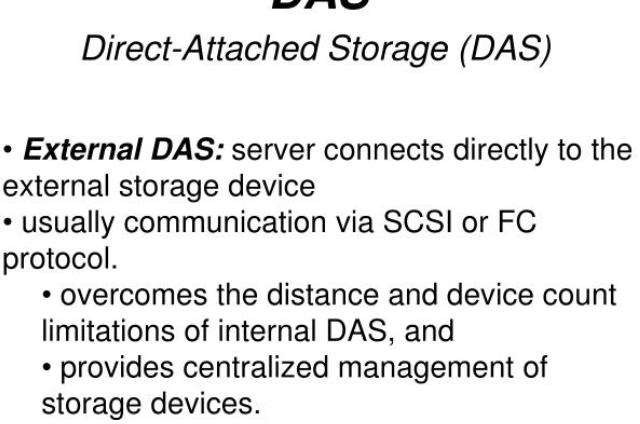 DAS
Direct-Attached Storage (DAS)
• External DAS: server connects directly to the
external storage device
• usually communication via SCSI or FC
protocol.
• overcomes the distance and device count
limitations of internal DAS, and
• provides centralized management of
storage devices.